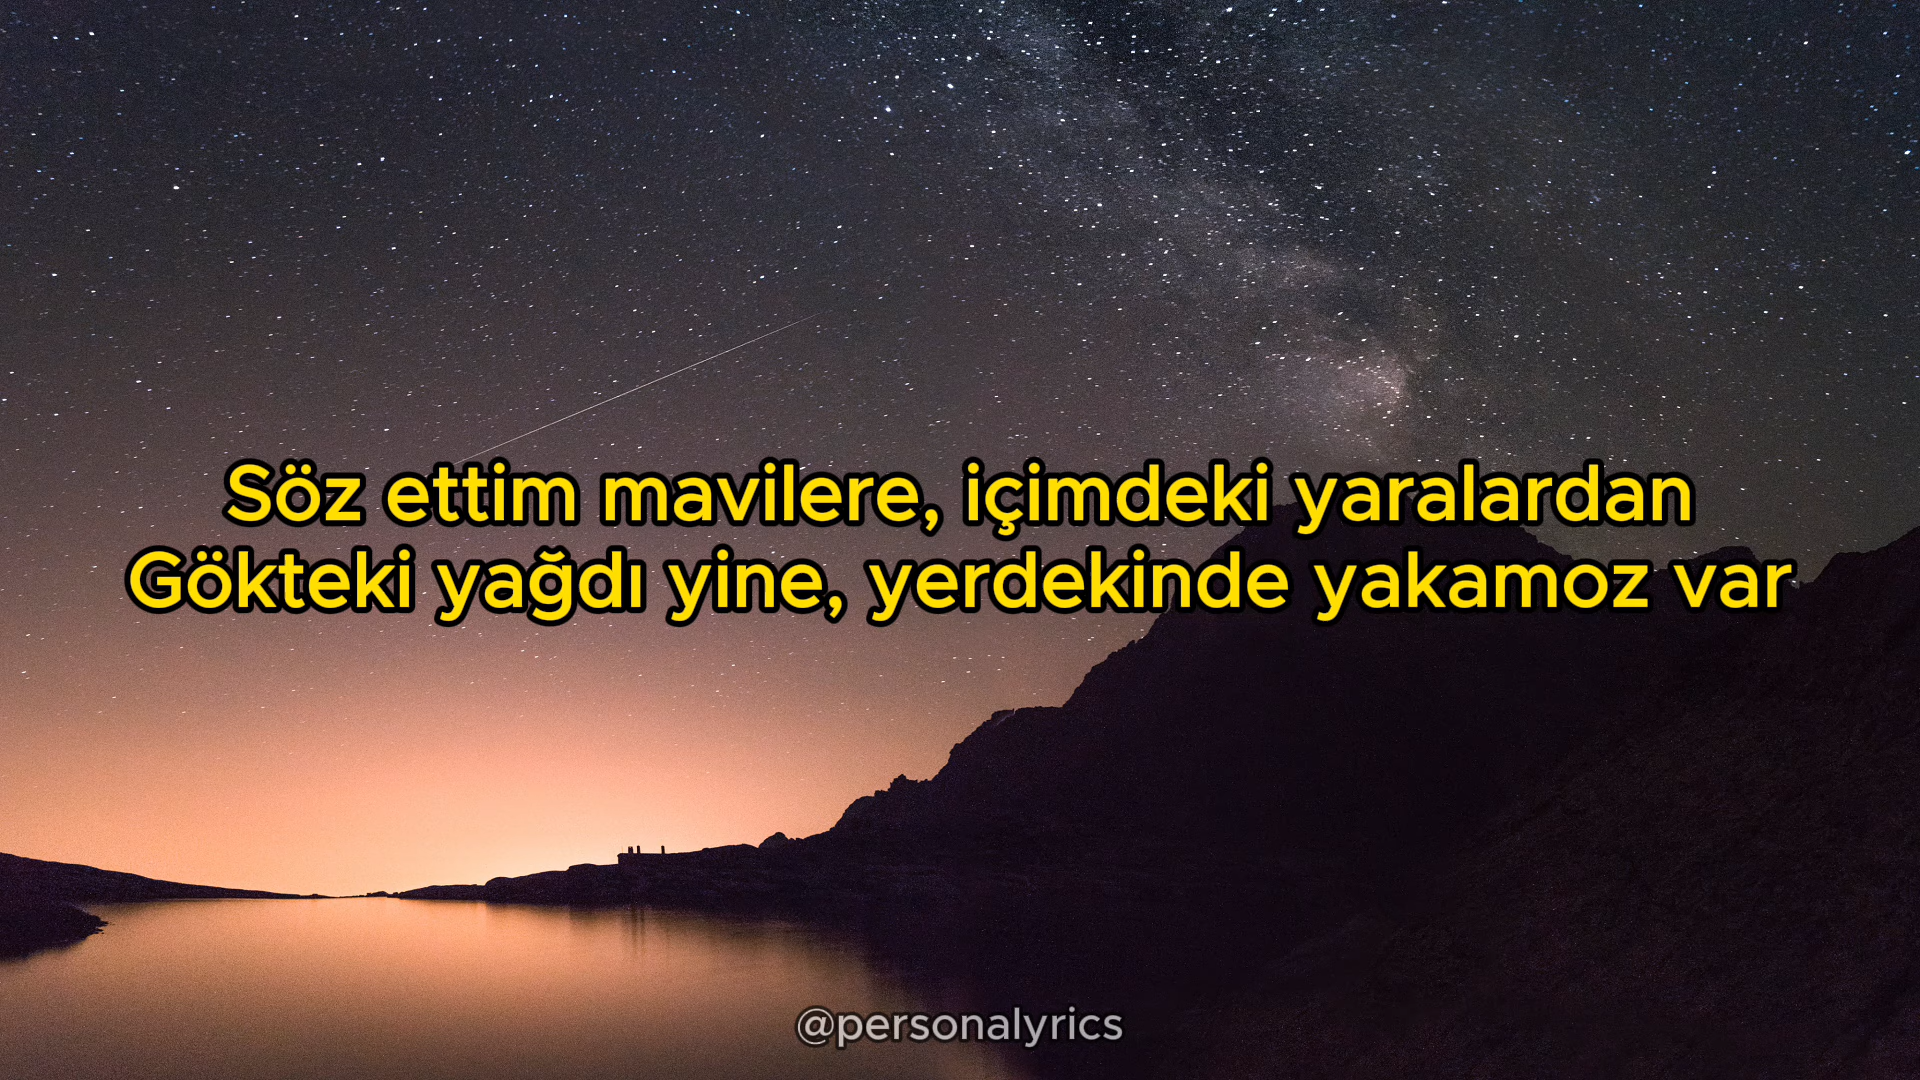 Söz ettim mavilere, içimdeki yaralardan
Gökteki yağdı yine, yerdekinde yakamoz var
@personalyrics